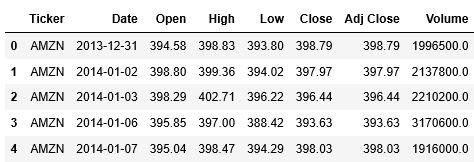 Ticker Date Open High Low Close Adj Close Volume
0 AMZN 2013-12-31 394.58 398.83 393.80 398.79 398.79 1996500.0
1 AMZN 2014-01-02 398.80 399.36 394.02 397.97 397.97 2137800.0
2 AMZN 2014-01-03 398.29 402.71 396.22 396.44 396.44 2210200.0
3 AMZN 2014-01-06 395.85 397.00 388.42 393.63 393.63 3170600.0
4 AMZN 2014-01-07 395.04 398.47 394.29 398.03 398.03 1916000.0